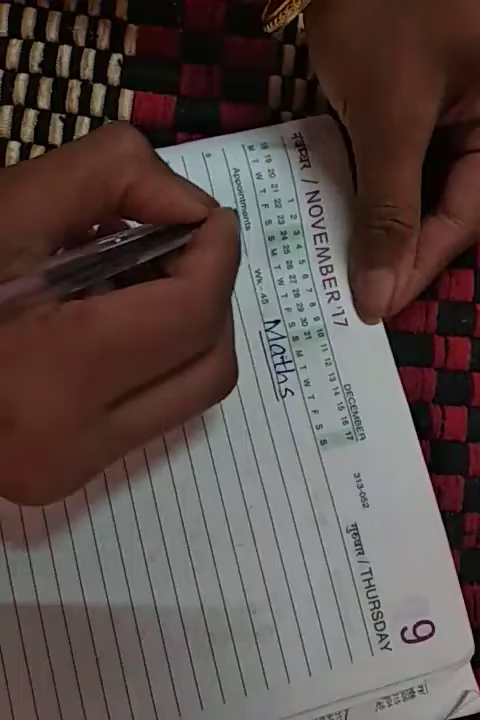 नवम्बर / NOVEMBER '17
गुरुवार / THURSDAY
9
DECEMBER
313-052
1 2 3 4 5 6 7 8 9 10 11 12 13 14 15 16 17
18 19 20 21 22 23 24 25 26 27 28 29 30 31
M T W T F S S M T W T F S S M T W T F S S
Appointments
WK-45
Maths
8